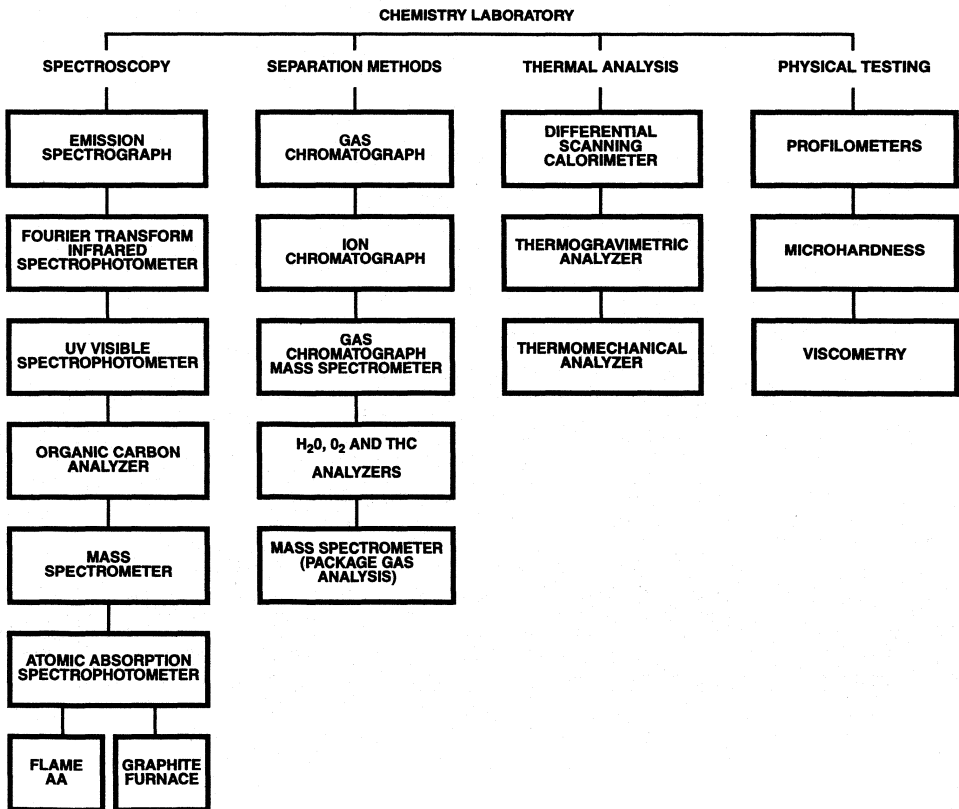 CHEMISTRY LABORATORY
SPECTROSCOPY
SEPARATION METHODS
THERMAL ANALYSIS
PHYSICAL TESTING
EMISSION
SPECTROGRAPH
FOURIER TRANSFORM
INFRARED
SPECTROPHOTOMETER
UV VISIBLE
SPECTROPHOTOMETER
ORGANIC CARBON
ANALYZER
MASS
SPECTROMETER
ATOMIC ABSORPTION
SPECTROPHOTOMETER
FLAME
AA
GRAPHITE
FURNACE
GAS
CHROMATOGRAPH
ION
CHROMATOGRAPH
GAS
CHROMATOGRAPH
MASS SPECTROMETER
H₂0, 0₂ AND THC
ANALYZERS
MASS SPECTROMETER
(PACKAGE GAS
ANALYSIS)
DIFFERENTIAL
SCANNING
CALORIMETER
THERMOGRAVIMETRIC
ANALYZER
THERMOMECHANICAL
ANALYZER
PROFILOMETERS
MICROHARDNESS
VISCOMETRY